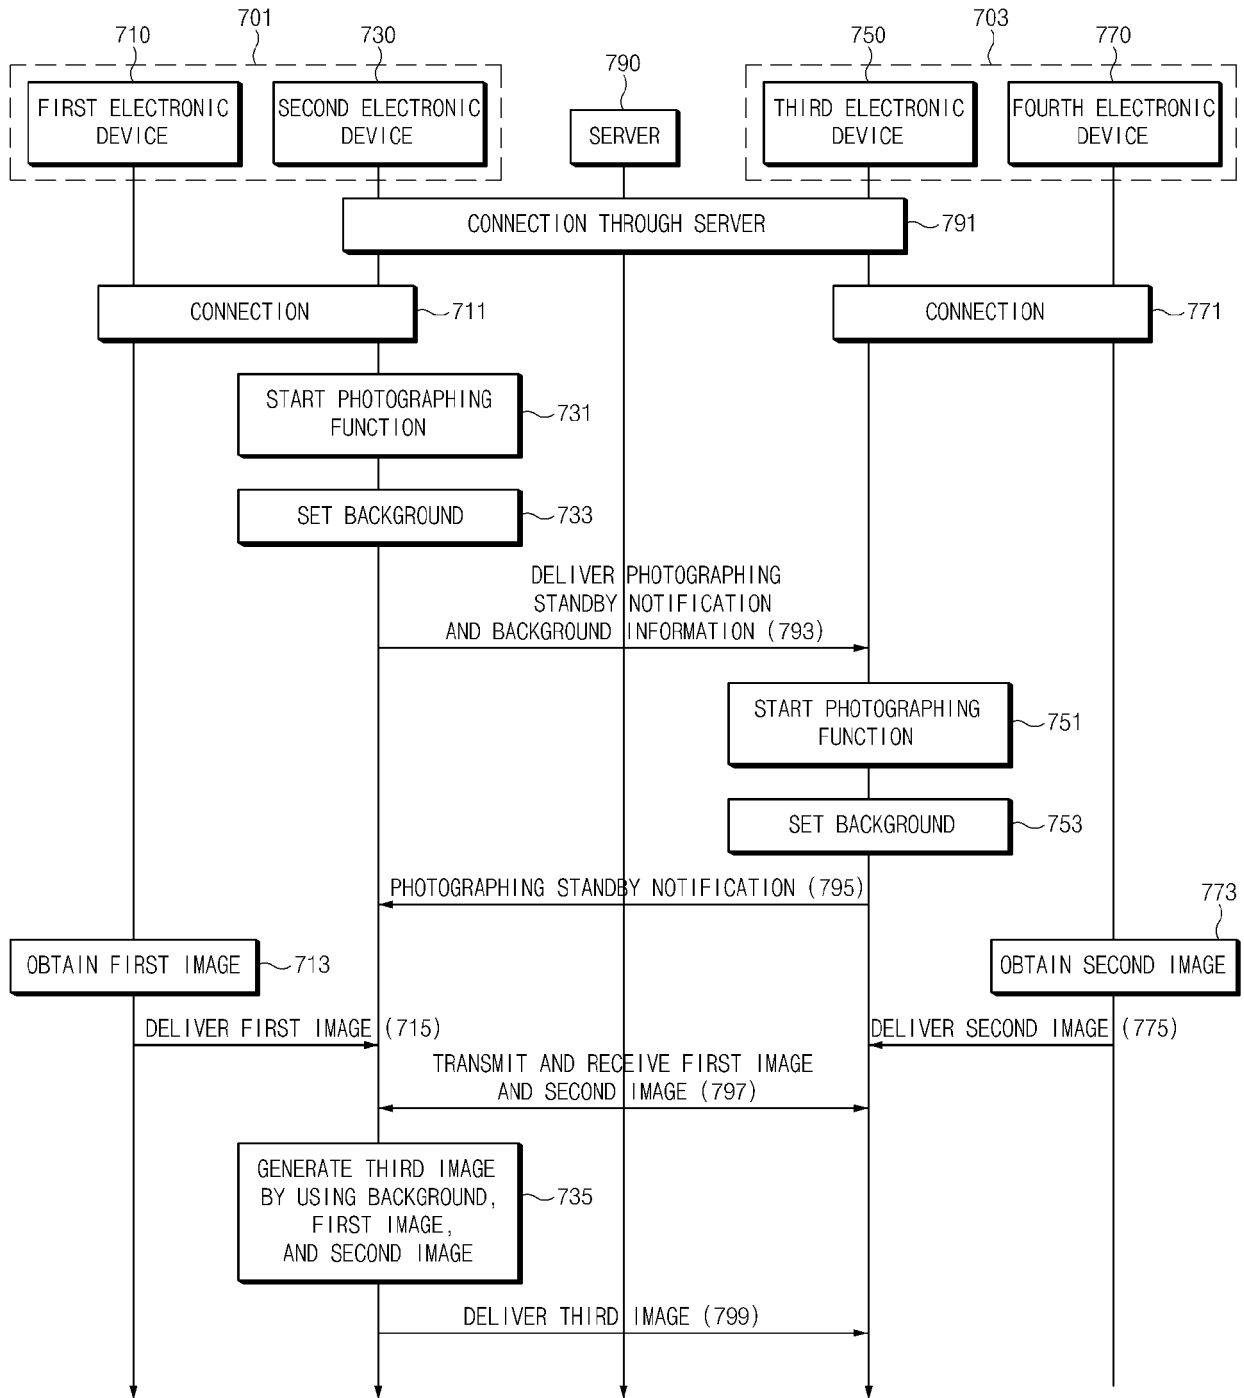 701
703
710
730
790
750
770
FIRST ELECTRONIC
DEVICE
SECOND ELECTRONIC
DEVICE
SERVER
THIRD ELECTRONIC
DEVICE
FOURTH ELECTRONIC
DEVICE
CONNECTION THROUGH SERVER
791
CONNECTION
711
CONNECTION
771
START PHOTOGRAPHING
FUNCTION
731
SET BACKGROUND
733
DELIVER PHOTOGRAPHING
STANDBY NOTIFICATION
AND BACKGROUND INFORMATION (793)
START PHOTOGRAPHING
FUNCTION
751
SET BACKGROUND
753
PHOTOGRAPHING STANDBY NOTIFICATION (795)
773
OBTAIN FIRST IMAGE
713
OBTAIN SECOND IMAGE
DELIVER FIRST IMAGE (715)
DELIVER SECOND IMAGE (775)
TRANSMIT AND RECEIVE FIRST IMAGE
AND SECOND IMAGE (797)
GENERATE THIRD IMAGE
BY USING BACKGROUND,
FIRST IMAGE,
AND SECOND IMAGE
735
DELIVER THIRD IMAGE (799)